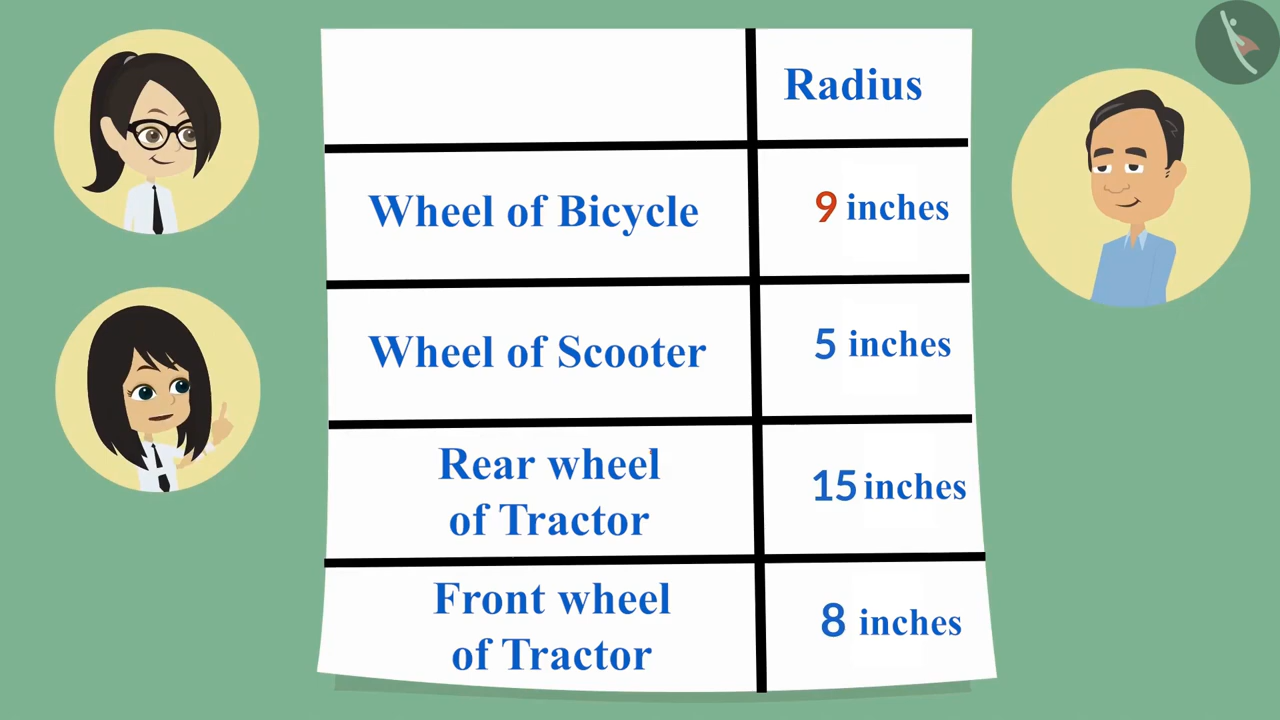 Radius
Wheel of Bicycle 9 inches
Wheel of Scooter 5 inches
Rear wheel
of Tractor 15 inches
Front wheel
of Tractor 8 inches